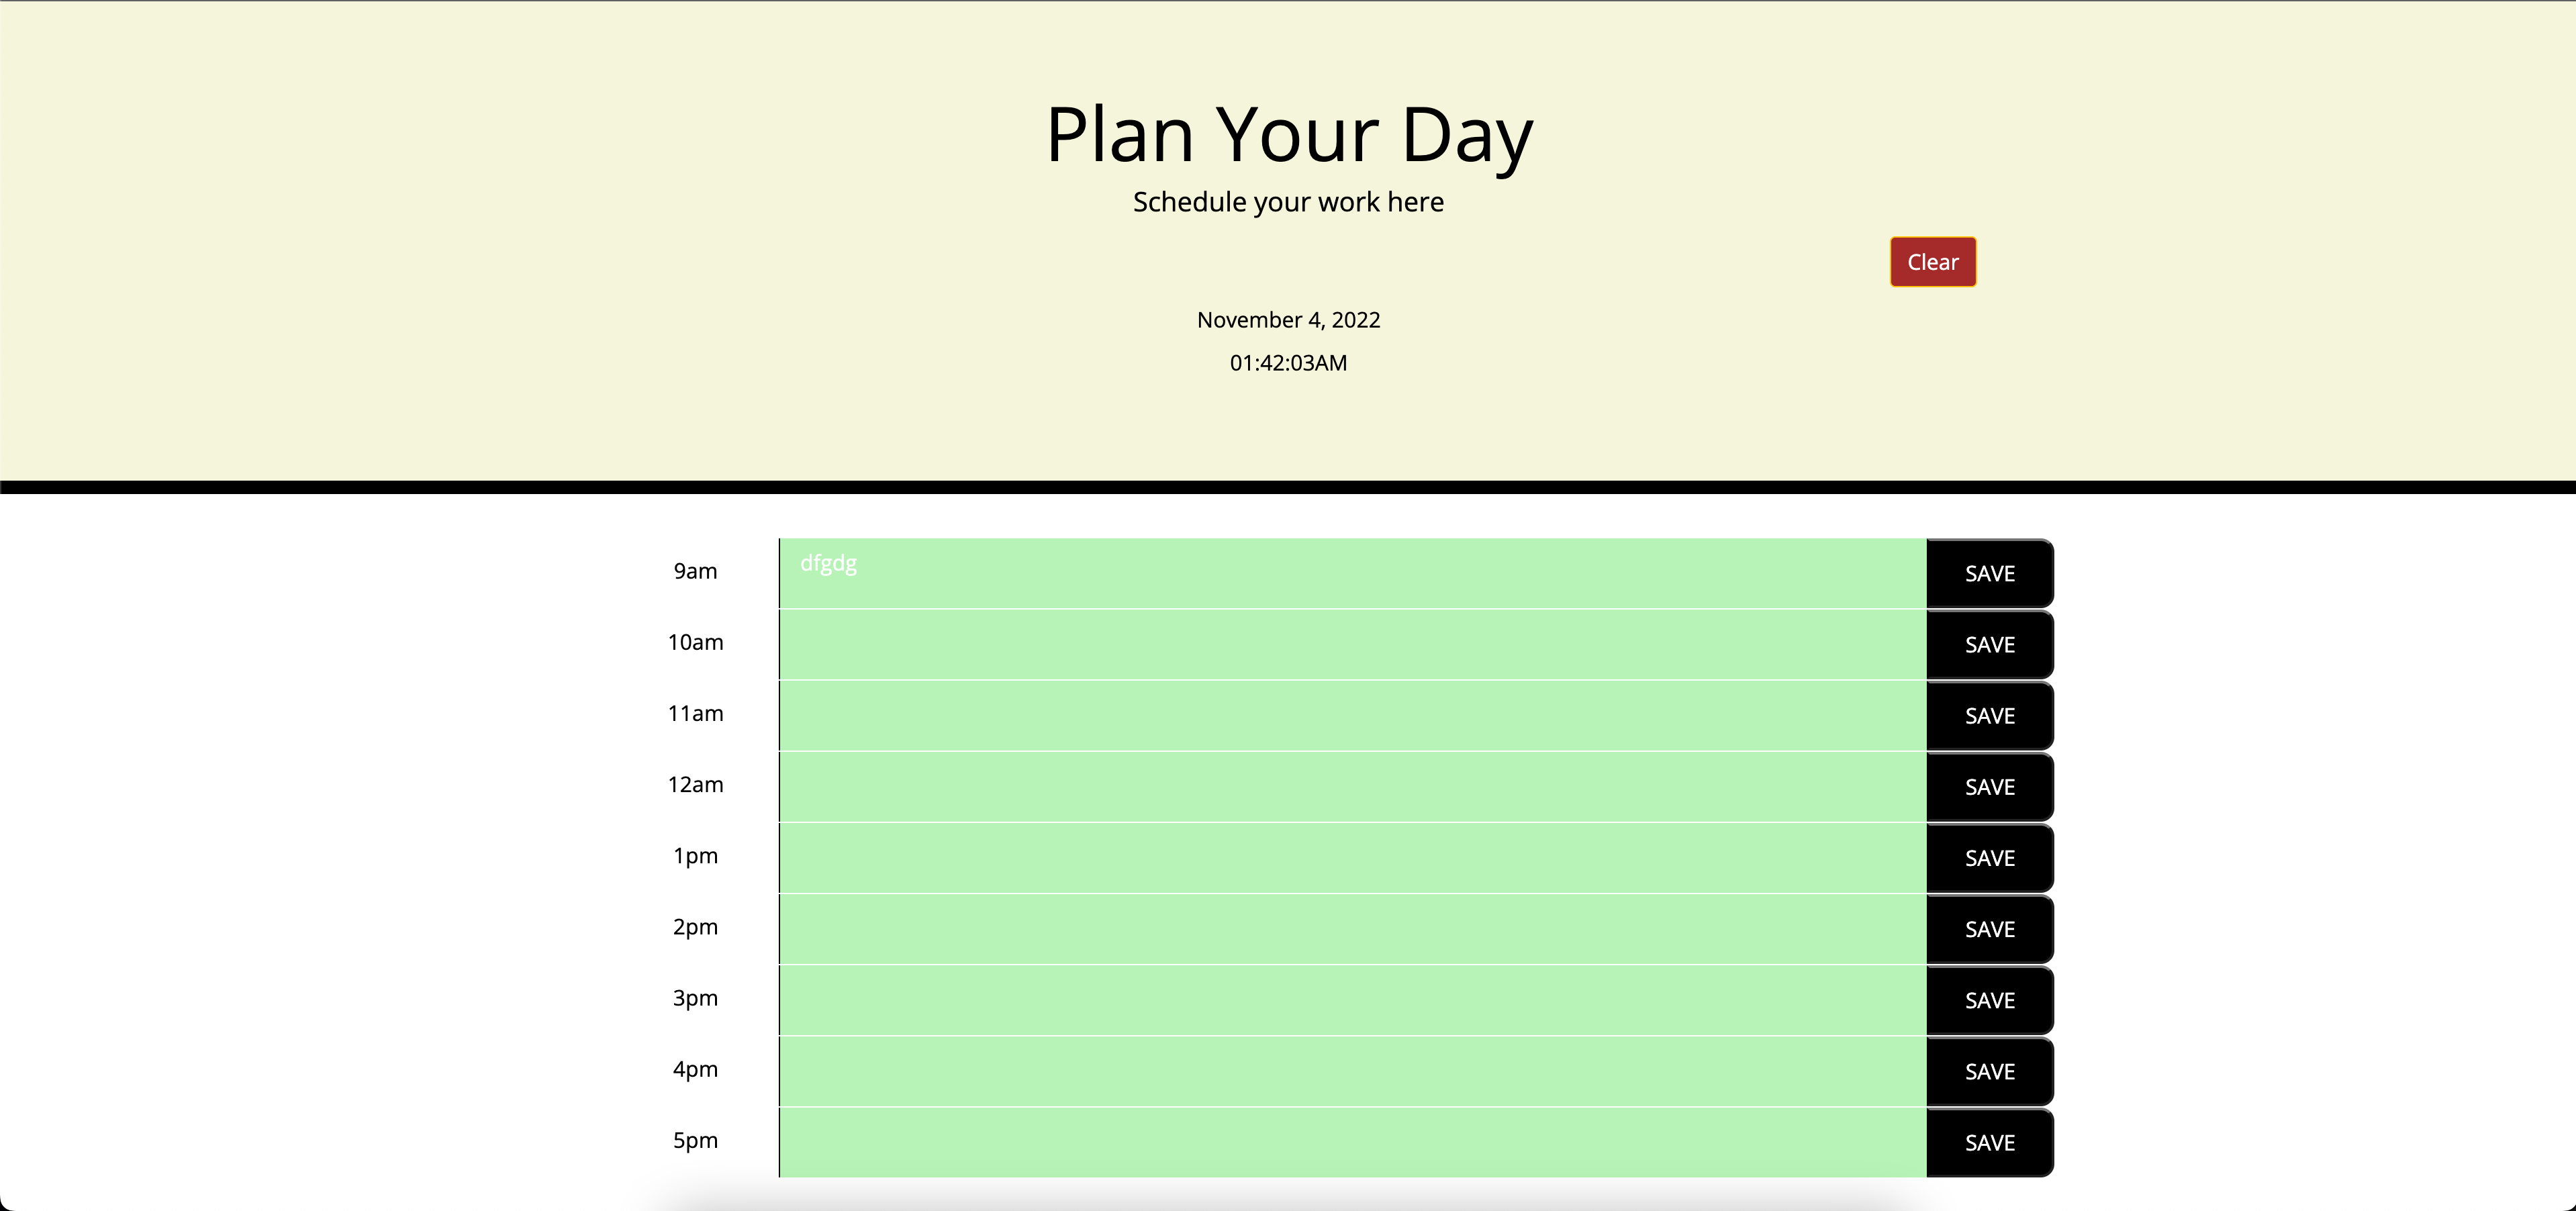 Plan Your Day
Schedule your work here
Clear
November 4, 2022
01:42:03AM
9am dfgdg SAVE
10am SAVE
11am SAVE
12am SAVE
1pm SAVE
2pm SAVE
3pm SAVE
4pm SAVE
5pm SAVE